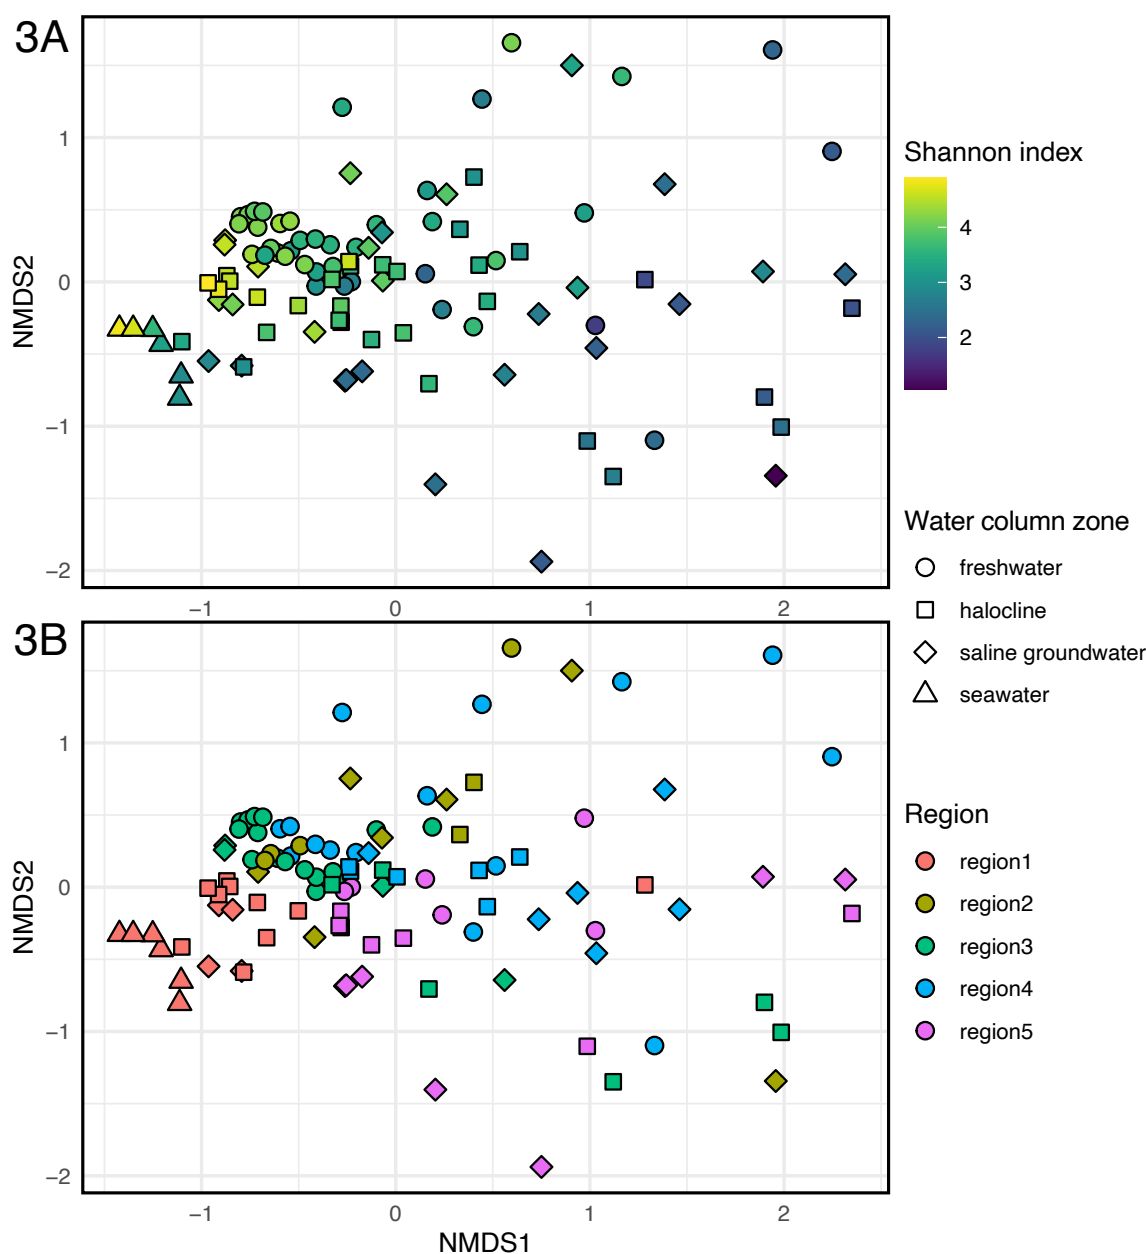 3A
1
0
−1
−2
NMDS2
−1
0
1
2
Shannon index
4
3
2
Water column zone
freshwater
halocline
saline groundwater
seawater
3B
1
0
−1
−2
NMDS2
−1
0
1
2
NMDS1
Region
region1
region2
region3
region4
region5